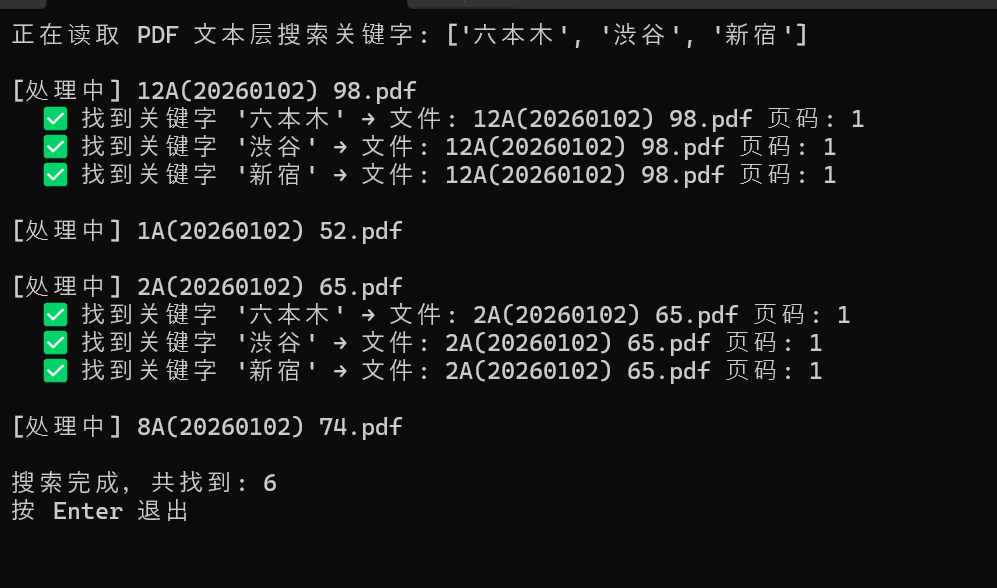 正在读取 PDF 文本层搜索关键字: ['六本木', '渋谷', '新宿']
[处理中] 12A(20260102) 98.pdf
✅ 找到关键字 '六本木' → 文件: 12A(20260102) 98.pdf 页码: 1
✅ 找到关键字 '渋谷' → 文件: 12A(20260102) 98.pdf 页码: 1
✅ 找到关键字 '新宿' → 文件: 12A(20260102) 98.pdf 页码: 1
[处理中] 1A(20260102) 52.pdf
[处理中] 2A(20260102) 65.pdf
✅ 找到关键字 '六本木' → 文件: 2A(20260102) 65.pdf 页码: 1
✅ 找到关键字 '渋谷' → 文件: 2A(20260102) 65.pdf 页码: 1
✅ 找到关键字 '新宿' → 文件: 2A(20260102) 65.pdf 页码: 1
[处理中] 8A(20260102) 74.pdf
搜索完成, 共找到: 6
按 Enter 退出